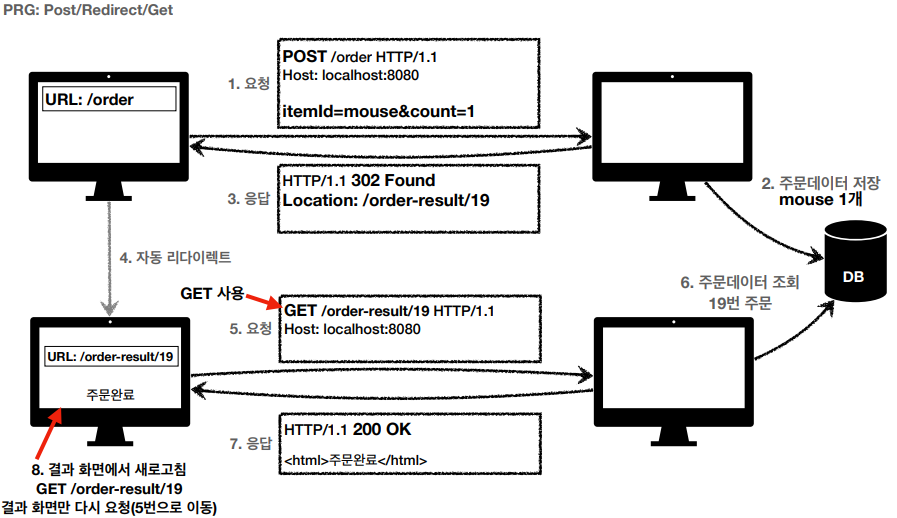 PRG: Post/Redirect/Get
URL: /order
1. 요청
POST /order HTTP/1.1
Host: localhost:8080
itemId=mouse&count=1
2. 주문데이터 저장
mouse 1개
3. 응답
HTTP/1.1 302 Found
Location: /order-result/19
DB
4. 자동 리다이렉트
GET 사용
5. 요청
GET /order-result/19 HTTP/1.1
Host: localhost:8080
6. 주문데이터 조회
19번 주문
URL: /order-result/19
주문완료
7. 응답
HTTP/1.1 200 OK
<html>주문완료</html>
8. 결과 화면에서 새로고침
GET /order-result/19
결과 화면만 다시 요청(5번으로 이동)